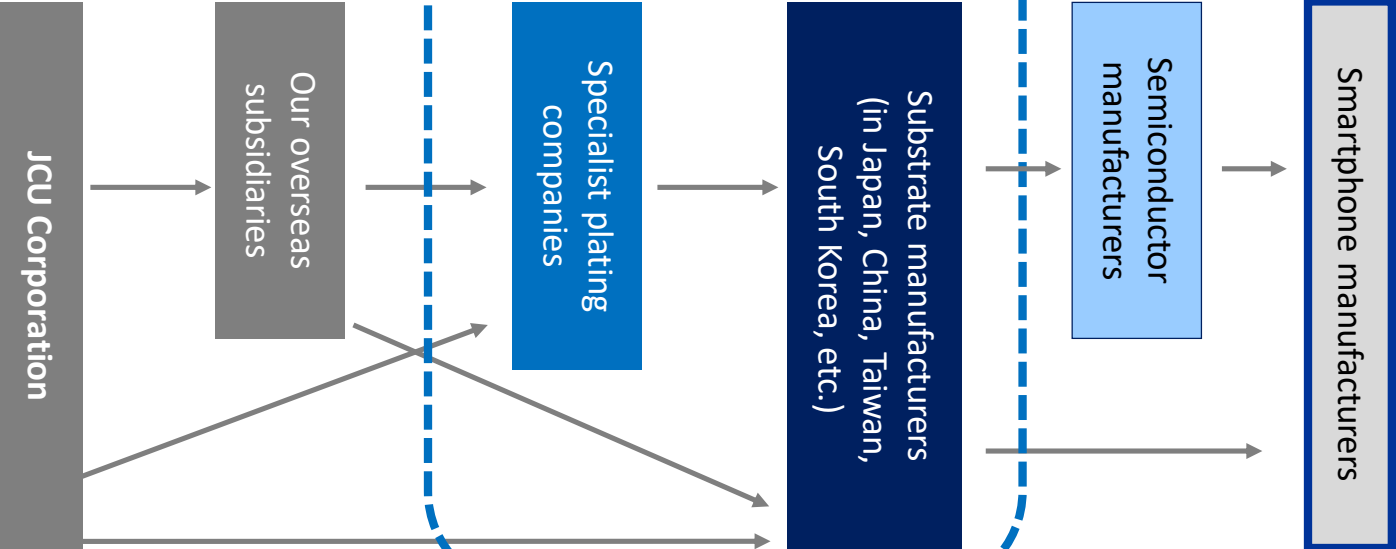 JCU Corporation
Our overseas
subsidiaries
Specialist plating
companies
Substrate manufacturers
(in Japan, China, Taiwan,
South Korea, etc.)
Semiconductor
manufacturers
Smartphone manufacturers